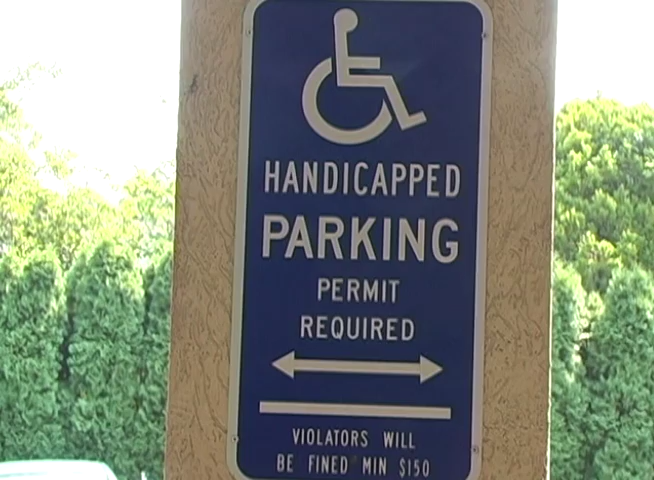 HANDICAPPED
PARKING
PERMIT
REQUIRED
VIOLATORS WILL
BE FINED MIN $150